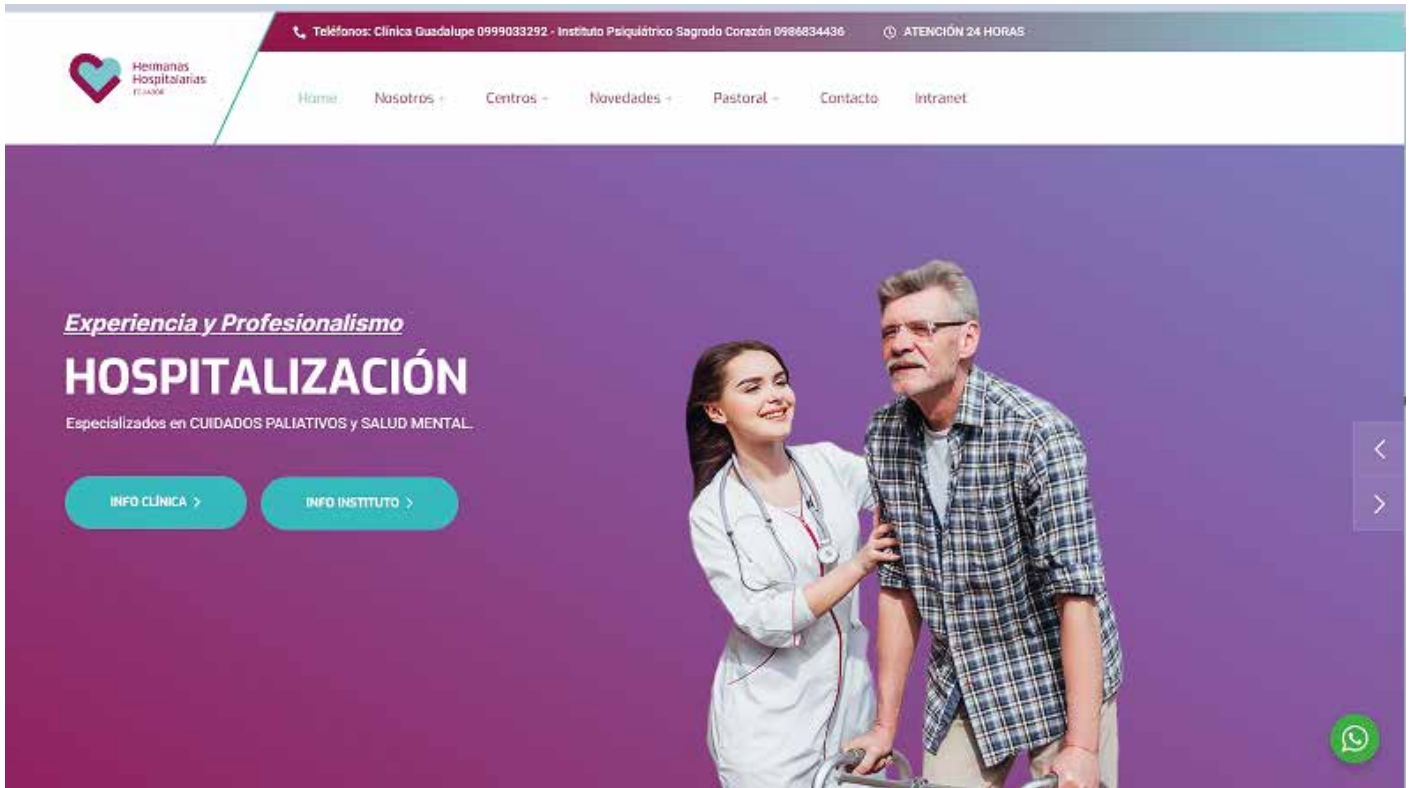 Teléfonos: Clínica Guadalupe 0999033292 - Instituto Psiquiátrico Sagrado Corazón 0986834436
ATENCIÓN 24 HORAS
Hermanas
Hospitalarias
ECUADOR
Home
Nosotros
Centros
Novedades
Pastoral
Contacto
Intranet
Experiencia y Profesionalismo
HOSPITALIZACIÓN
Especializados en CUIDADOS PALIATIVOS y SALUD MENTAL.
INFO CLÍNICA
INFO INSTITUTO